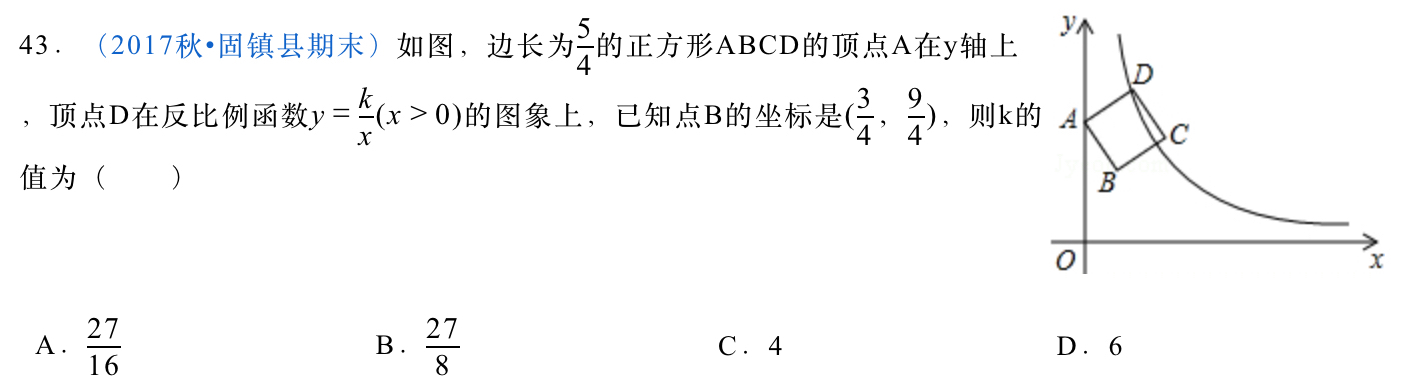 43. （2017秋•固镇县期末）如图，边长为5/4的正方形ABCD的顶点A在y轴上
，顶点D在反比例函数y = k/x(x > 0)的图象上，已知点B的坐标是(3/4，9/4)，则k的
值为（　　）
y
D
A
C
B
O
x
A. 27/16 B. 27/8 C. 4 D. 6